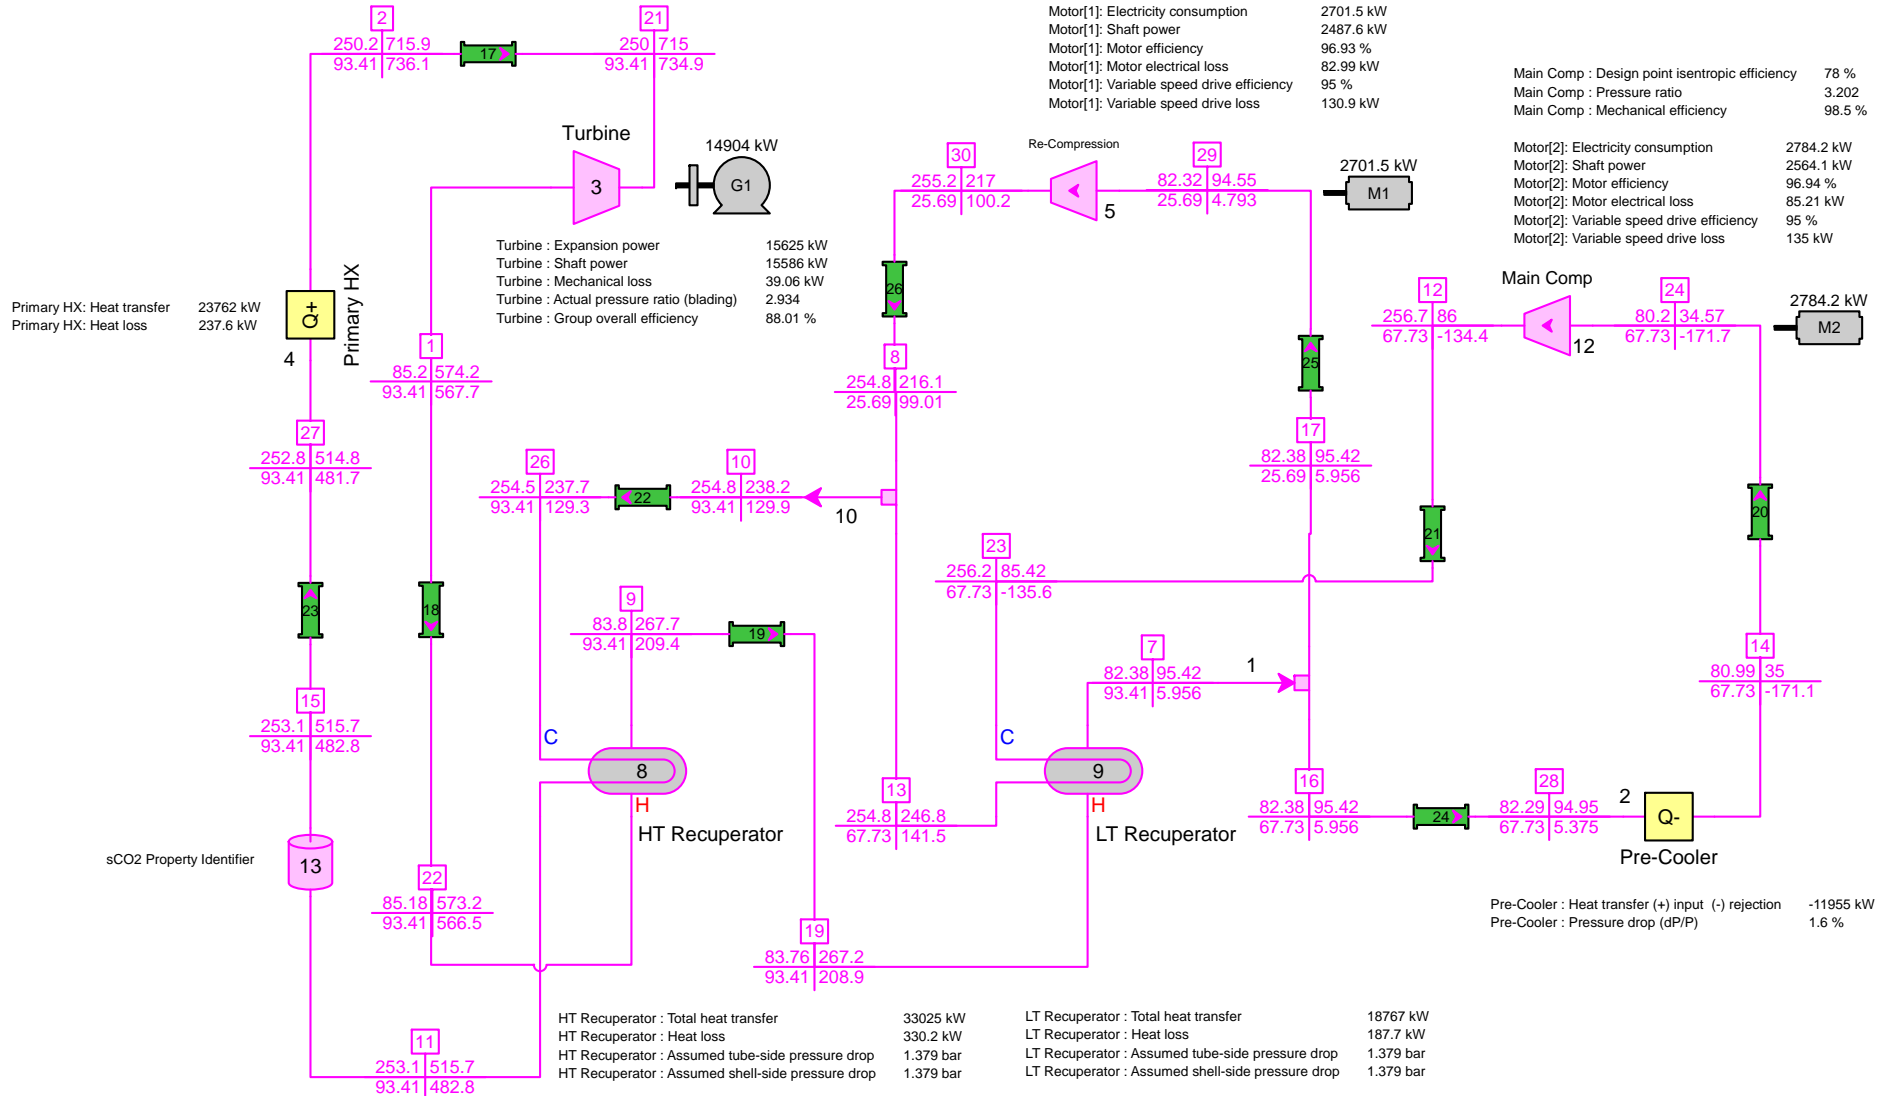 Motor[1]: Electricity consumption 2701.5 kW
Motor[1]: Shaft power 2487.6 kW
Motor[1]: Motor efficiency 96.93 %
Motor[1]: Motor electrical loss 82.99 kW
Motor[1]: Variable speed drive efficiency 95 %
Motor[1]: Variable speed drive loss 130.9 kW
Main Comp : Design point isentropic efficiency 78 %
Main Comp : Pressure ratio 3.202
Main Comp : Mechanical efficiency 98.5 %
Motor[2]: Electricity consumption 2784.2 kW
Motor[2]: Shaft power 2564.1 kW
Motor[2]: Motor efficiency 96.94 %
Motor[2]: Motor electrical loss 85.21 kW
Motor[2]: Variable speed drive efficiency 95 %
Motor[2]: Variable speed drive loss 135 kW
2
250.2 715.9
93.41 736.1
17
21
250 715
93.41 734.9
Turbine
3
14904 kW
G1
Turbine : Expansion power 15625 kW
Turbine : Shaft power 15586 kW
Turbine : Mechanical loss 39.06 kW
Turbine : Actual pressure ratio (blading) 2.934
Turbine : Group overall efficiency 88.01 %
30
255.2 217
25.69 100.2
Re-Compression
5
29
82.32 94.55
25.69 4.793
2701.5 kW
M1
Primary HX: Heat transfer 23762 kW
Primary HX: Heat loss 237.6 kW
Q+
4
Primary HX
1
85.2 574.2
93.41 567.7
26
8
254.8 216.1
25.69 99.01
25
12
256.7 86
67.73 -134.4
Main Comp
12
24
80.2 34.57
67.73 -171.7
2784.2 kW
M2
27
252.8 514.8
93.41 481.7
26
254.5 237.7
93.41 129.3
22
10
254.8 238.2
93.41 129.9
10
17
82.38 95.42
25.69 5.956
21
20
23
18
9
83.8 267.7
93.41 209.4
19
23
256.2 85.42
67.73 -135.6
7
82.38 95.42
93.41 5.956
1
14
80.99 35
67.73 -171.1
15
253.1 515.7
93.41 482.8
C
8
H
HT Recuperator
13
254.8 246.8
67.73 141.5
C
9
H
LT Recuperator
16
82.38 95.42
67.73 5.956
24
28
82.29 94.95
67.73 5.375
2
Q-
Pre-Cooler
sCO2 Property Identifier
13
22
85.18 573.2
93.41 566.5
19
83.76 267.2
93.41 208.9
Pre-Cooler : Heat transfer (+) input (-) rejection -11955 kW
Pre-Cooler : Pressure drop (dP/P) 1.6 %
11
253.1 515.7
93.41 482.8
HT Recuperator : Total heat transfer 33025 kW
HT Recuperator : Heat loss 330.2 kW
HT Recuperator : Assumed tube-side pressure drop 1.379 bar
HT Recuperator : Assumed shell-side pressure drop 1.379 bar
LT Recuperator : Total heat transfer 18767 kW
LT Recuperator : Heat loss 187.7 kW
LT Recuperator : Assumed tube-side pressure drop 1.379 bar
LT Recuperator : Assumed shell-side pressure drop 1.379 bar